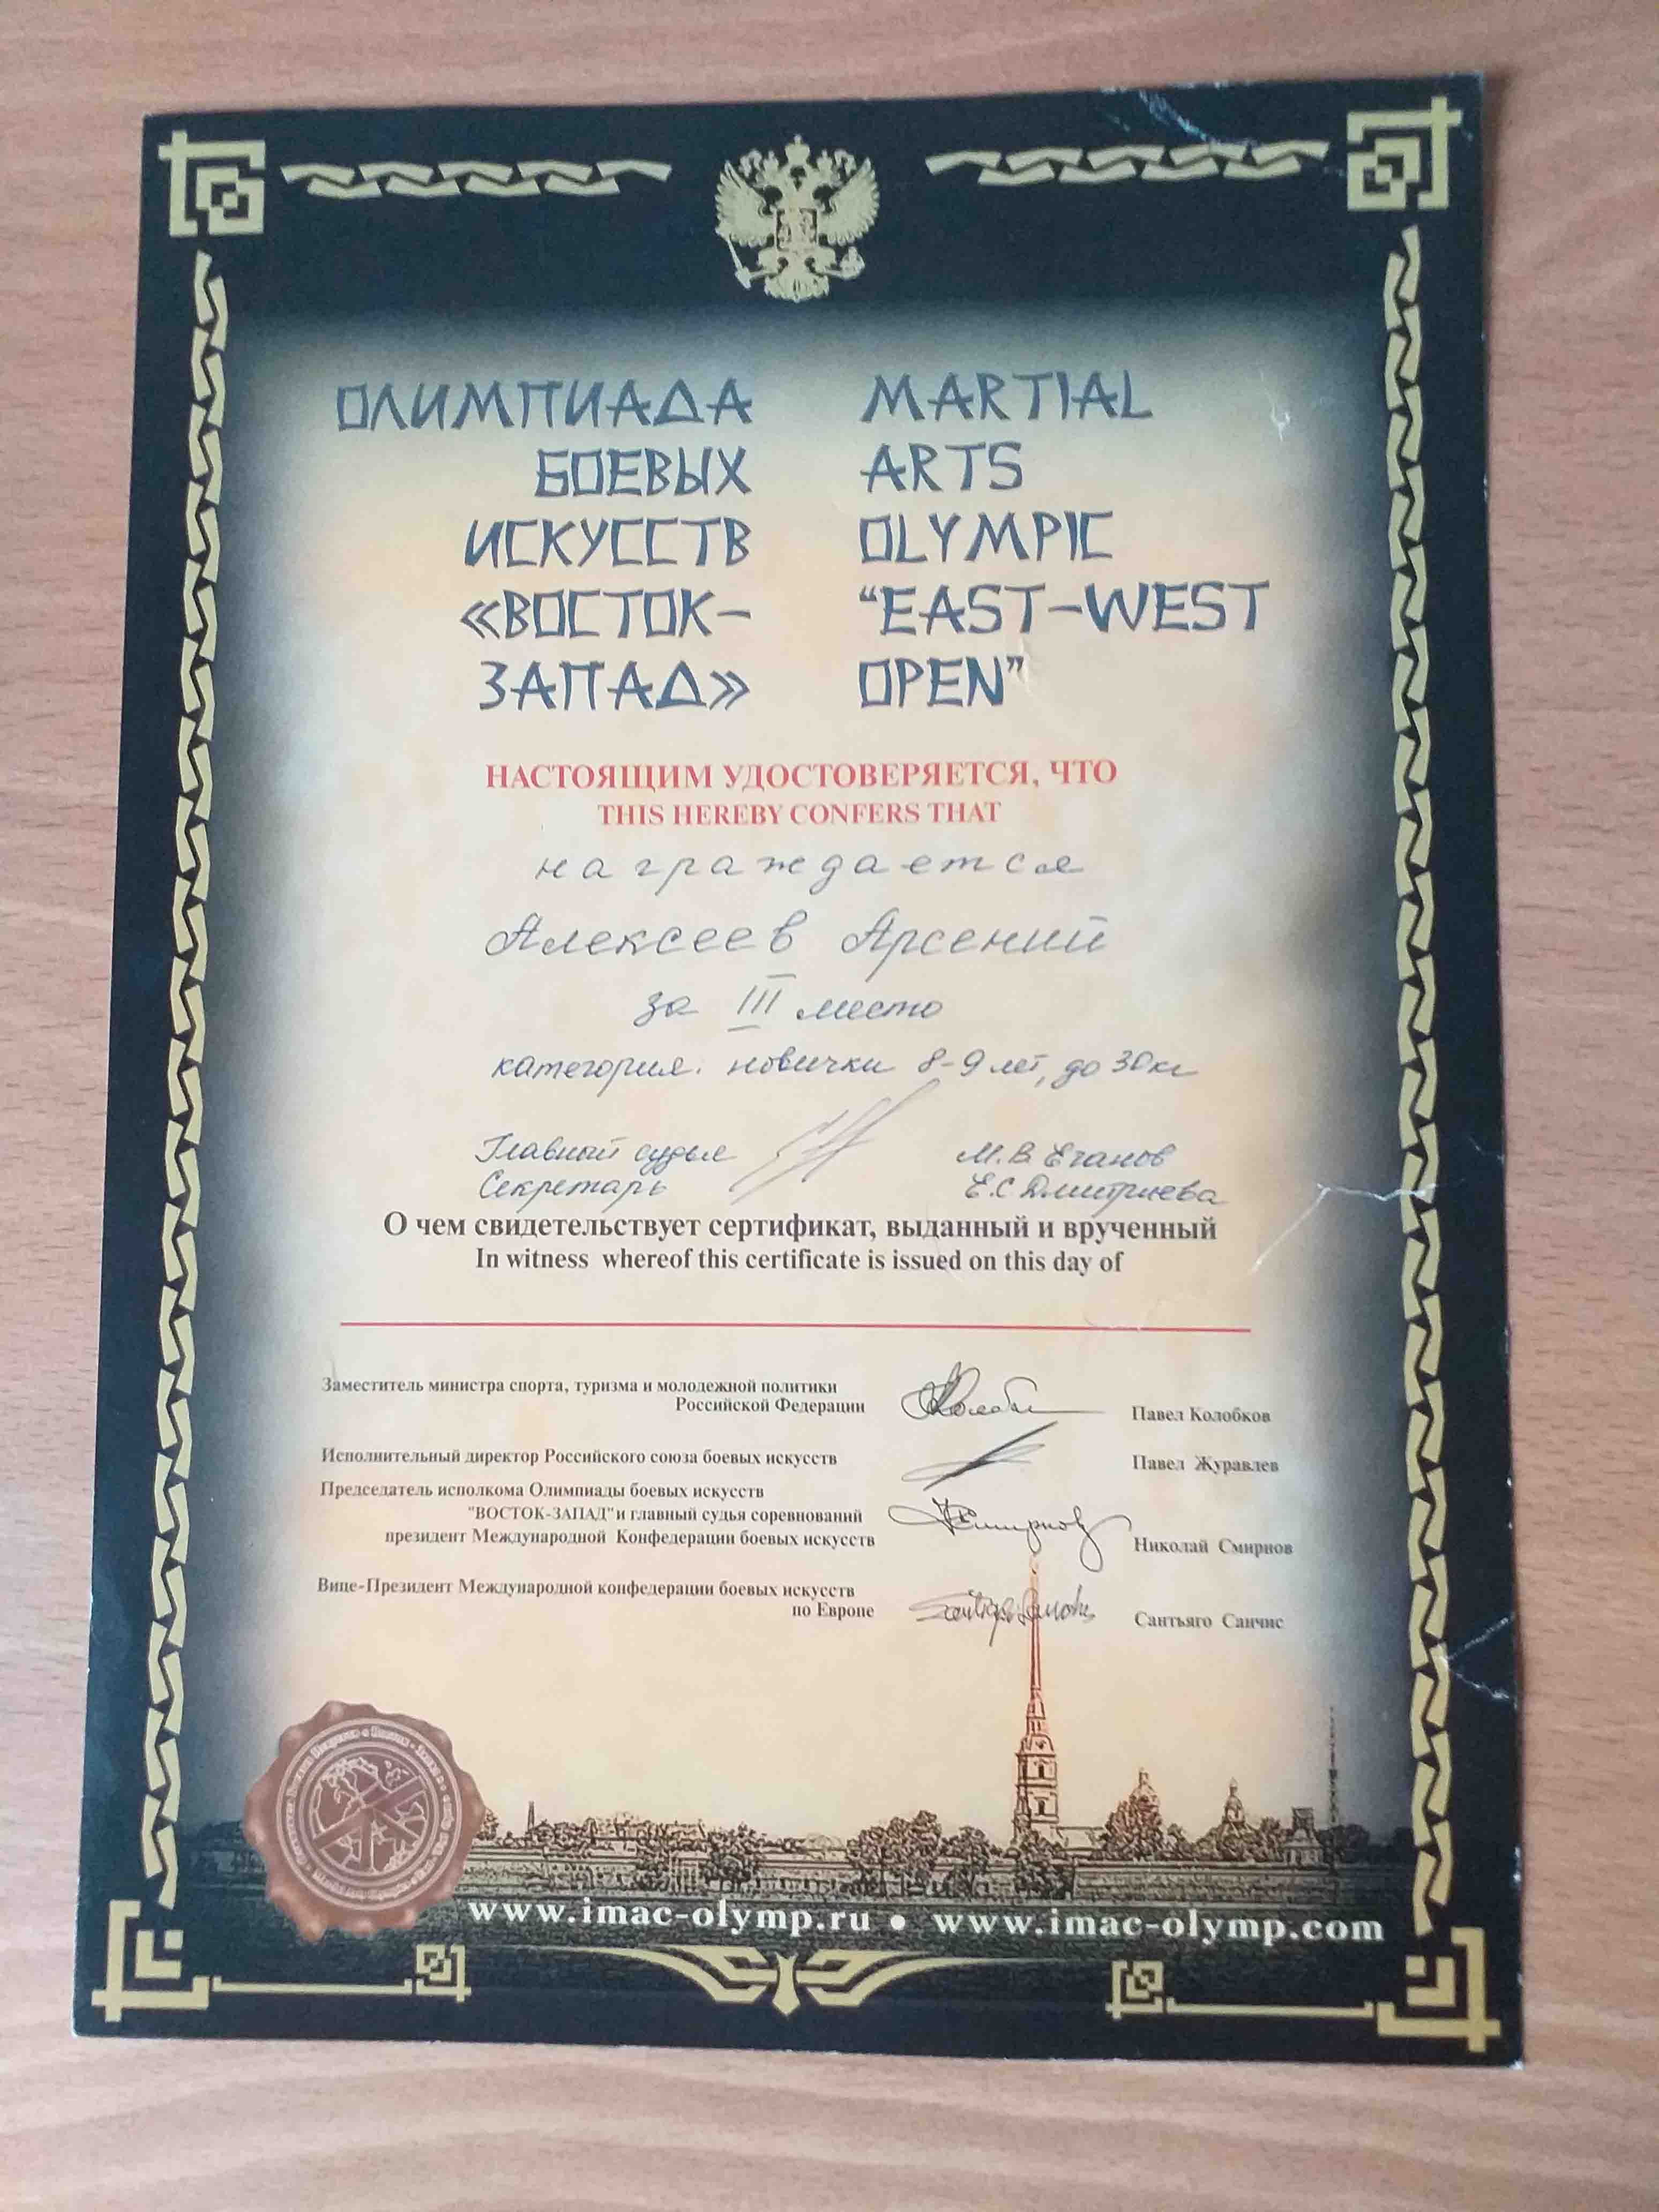 ОЛИМПИАДА
БОЕВЫХ
ИСКУССТВ
«ВОСТОК-
ЗАПАД»
MARTIAL
ARTS
OLYMPIC
“EAST-WEST
OPEN”
НАСТОЯЩИМ УДОСТОВЕРЯЕТСЯ, ЧТО
THIS HEREBY CONFERS THAT
награждается
Алексеев Арсений
за III место
категория. новички 8-9 лет, до 30кг
Главный судья М.В. Еганов
Секретарь Е.С Дмитриева
О чем свидетельствует сертификат, выданный и врученный
In witness whereof this certificate is issued on this day of
Заместитель министра спорта, туризма и молодежной политики
Российской Федерации
Павел Колобков
Исполнительный директор Российского союза боевых искусств
Павел Журавлев
Председатель исполкома Олимпиады боевых искусств
"ВОСТОК-ЗАПАД"и главный судья соревнований
президент Международной Конфедерации боевых искусств
Николай Смирнов
Вице-Президент Международной конфедерации боевых искусств
по Европе
Сантьяго Санчис
www.imac-olymp.ru • www.imac-olymp.com